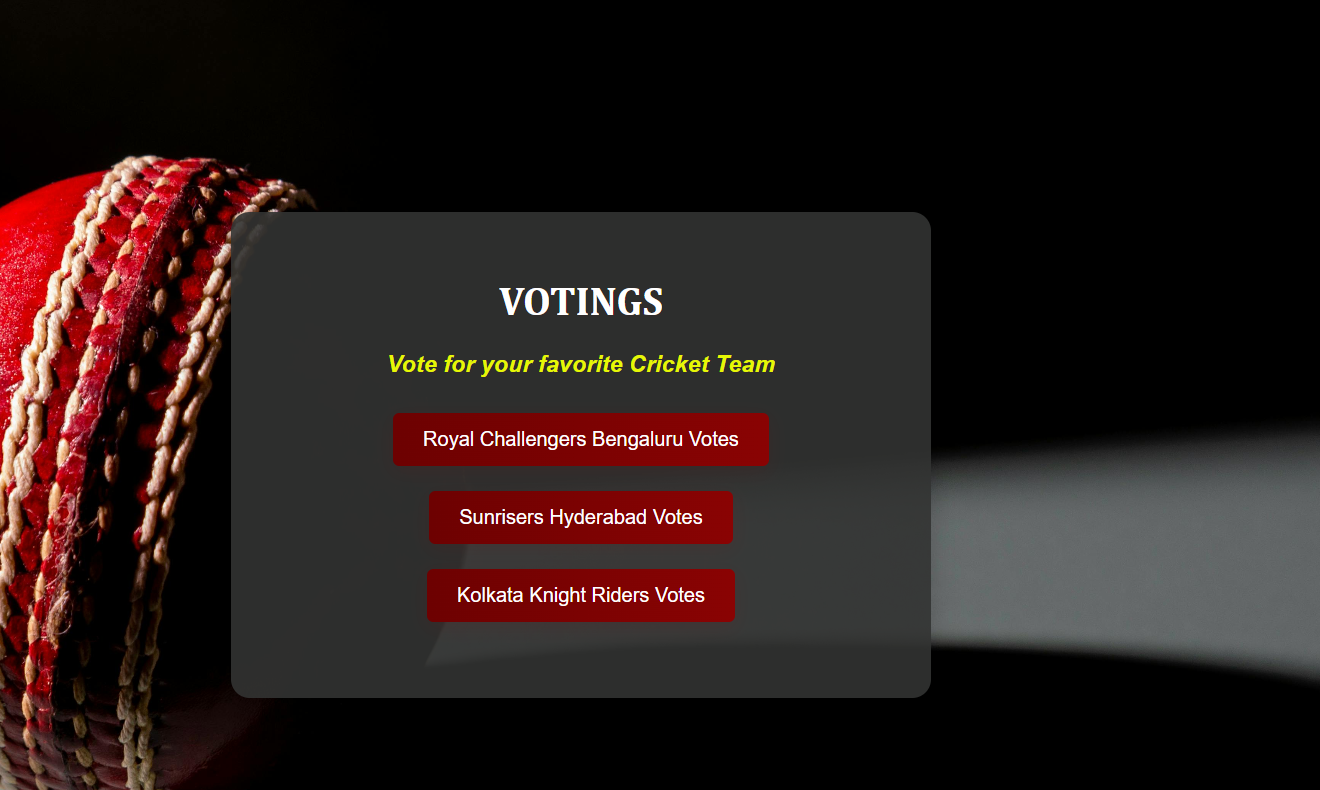 VOTINGS
Vote for your favorite Cricket Team
Royal Challengers Bengaluru Votes
Sunrisers Hyderabad Votes
Kolkata Knight Riders Votes